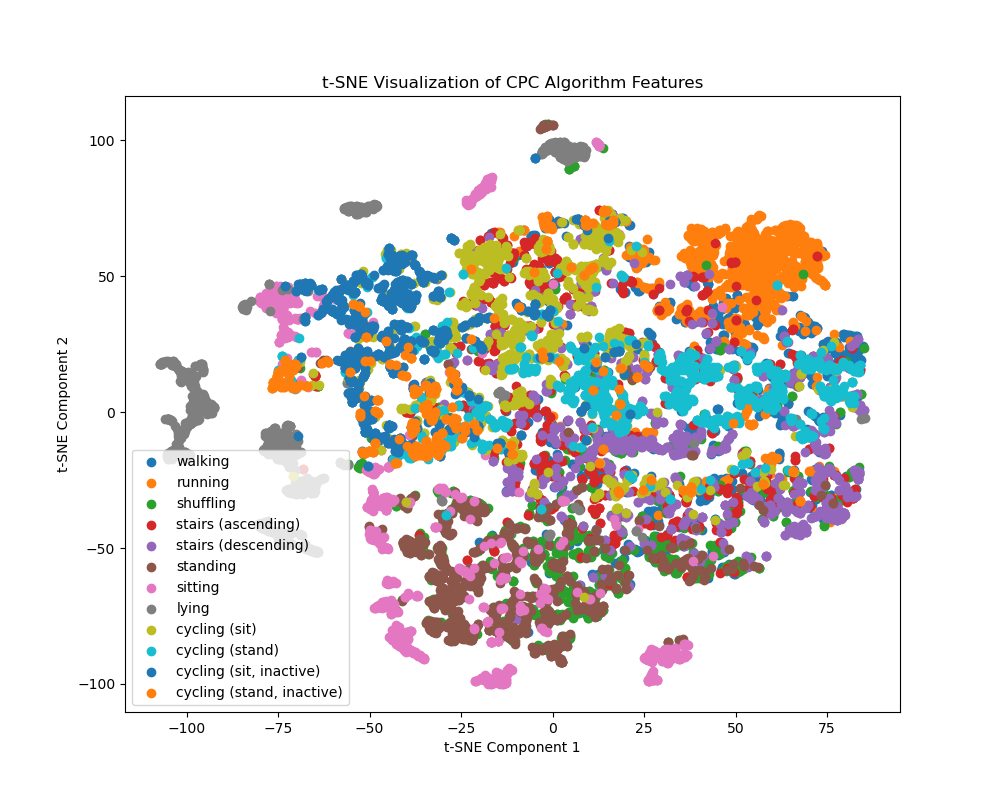 t-SNE Visualization of CPC Algorithm Features
100
50
0
−50
−100
t-SNE Component 2
walking
running
shuffling
stairs (ascending)
stairs (descending)
standing
sitting
lying
cycling (sit)
cycling (stand)
cycling (sit, inactive)
cycling (stand, inactive)
−100
−75
−50
−25
0
25
50
75
t-SNE Component 1